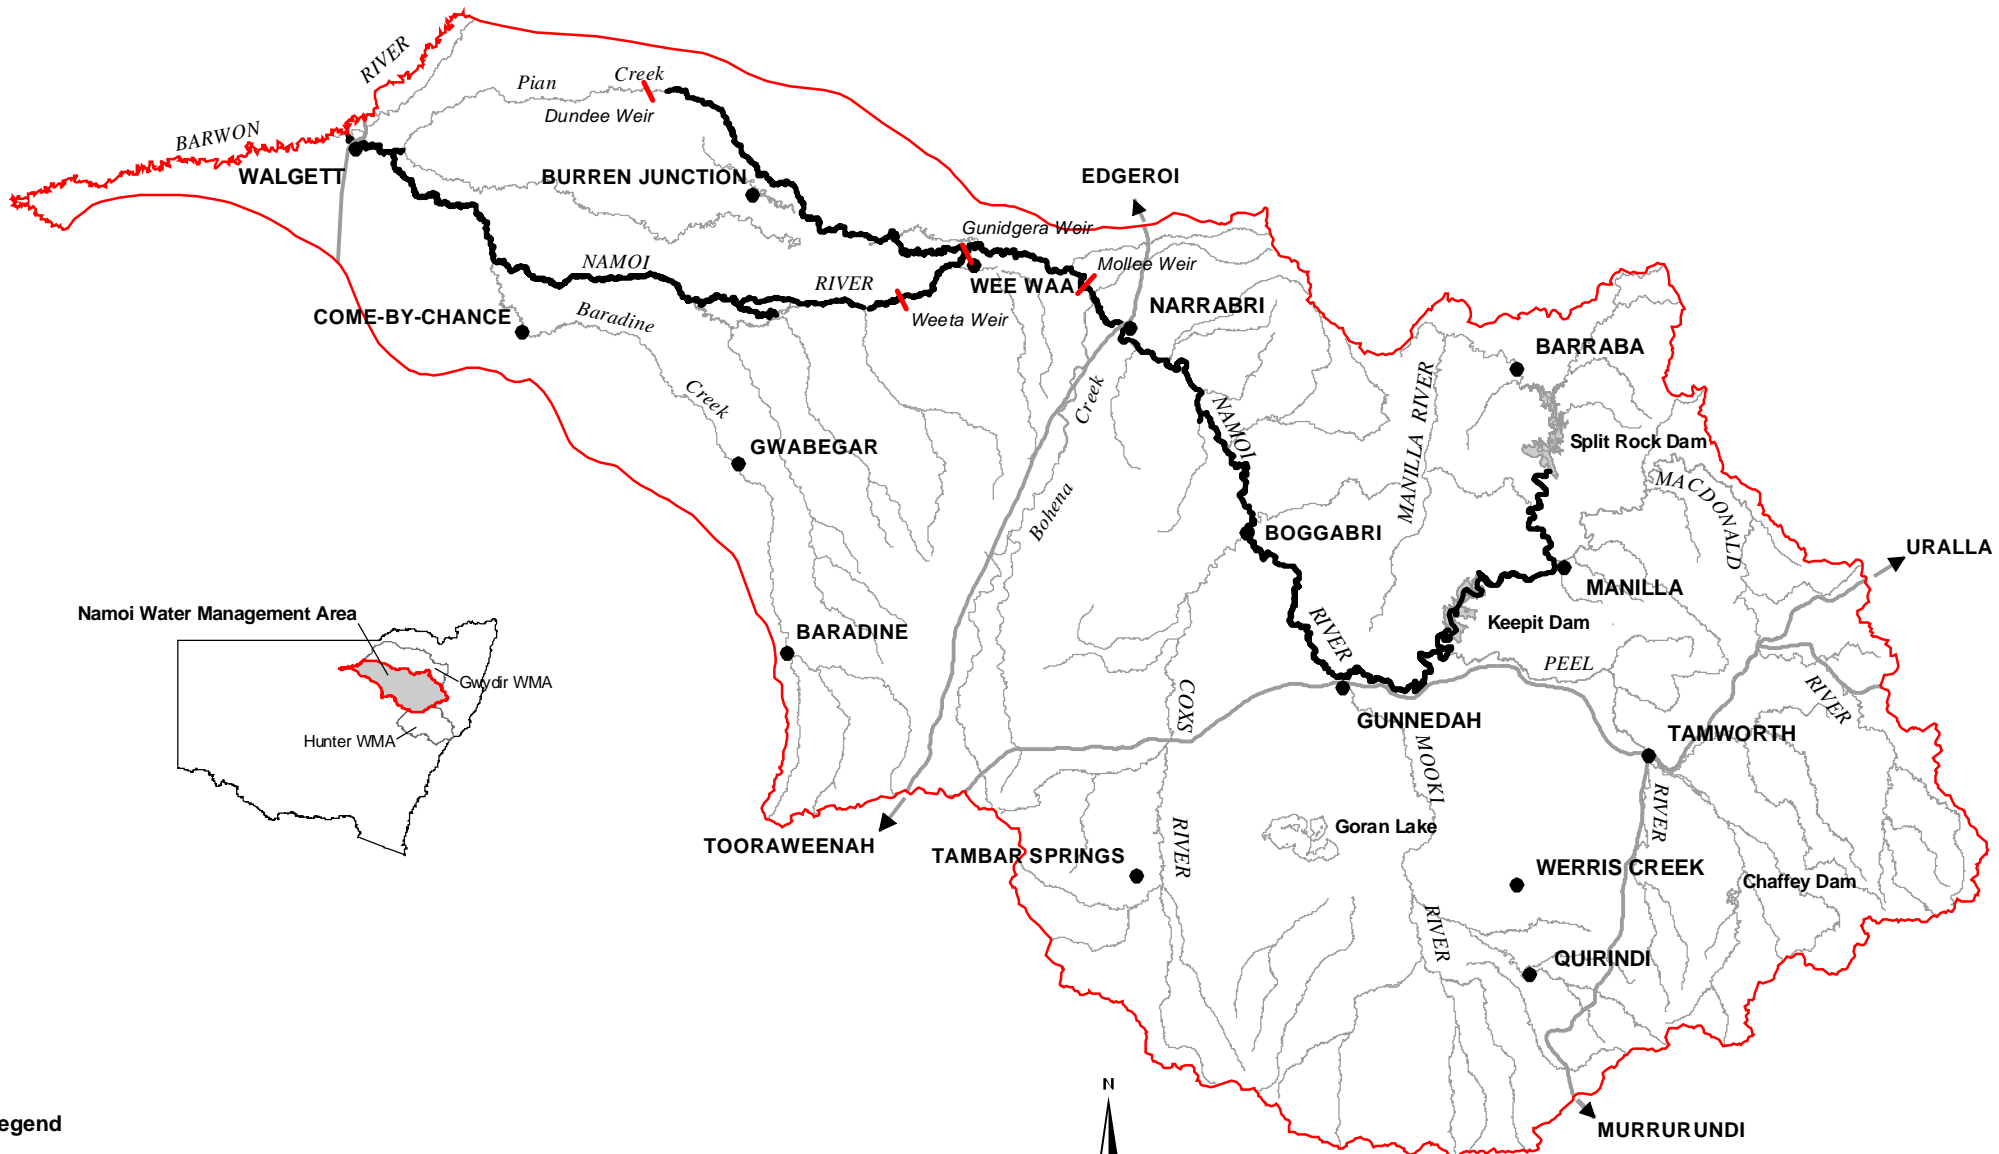 RIVER
Pian
Creek
Dundee Weir
BARWON
WALGETT
BURREN JUNCTION
EDGEROI
Gunidgera Weir
Mollee Weir
NAMOI
RIVER
WEE WAA
NARRABRI
COME-BY-CHANCE
Baradine
Weeta Weir
BARRABA
Creek
Creek
MANILLA RIVER
NAMOI
GWABEGAR
Split Rock Dam
MACDONALD
Bohena
BOGGABRI
URALLA
MANILLA
Namoi Water Management Area
BARADINE
RIVER
Keepit Dam
PEEL
Gwydir WMA
COXS
RIVER
GUNNEDAH
Hunter WMA
MOOKI
TAMWORTH
RIVER
Goran Lake
RIVER
TOORAWEENAH
TAMBAR SPRINGS
WERRIS CREEK
Chaffey Dam
RIVER
QUIRINDI
N
egend
MURRURUNDI